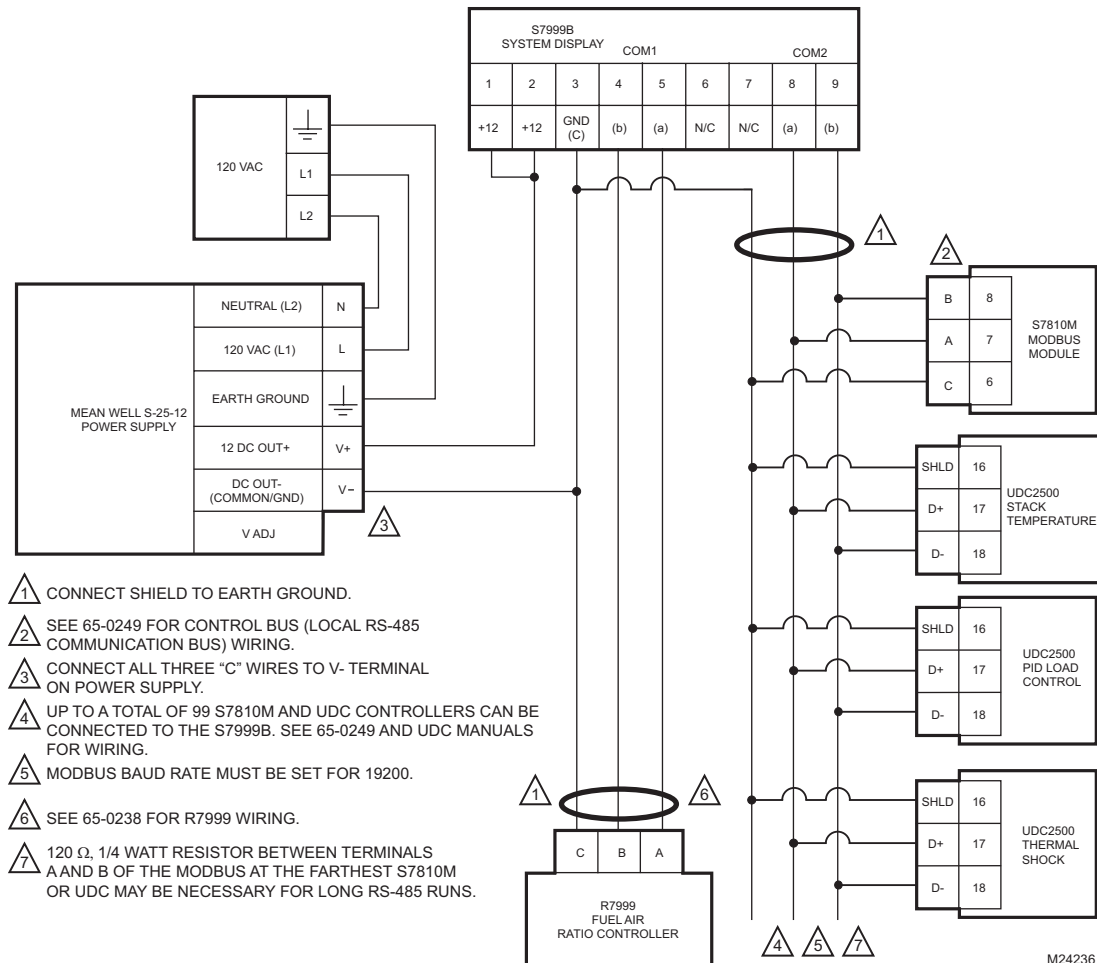 S7999B
SYSTEM DISPLAY
COM1
COM2
1 2 3 4 5 6 7 8 9
+12 +12 GND (C) (b) (a) N/C N/C (a) (b)
120 VAC
L1
L2
MEAN WELL S-25-12
POWER SUPPLY
NEUTRAL (L2) N
120 VAC (L1) L
EARTH GROUND
12 DC OUT+ V+
DC OUT-
(COMMON/GND) V–
V ADJ
3
1
2
B 8
A 7
C 6
S7810M
MODBUS
MODULE
SHLD 16
D+ 17
D- 18
UDC2500
STACK
TEMPERATURE
SHLD 16
D+ 17
D- 18
UDC2500
PID LOAD
CONTROL
SHLD 16
D+ 17
D- 18
UDC2500
THERMAL
SHOCK
1 CONNECT SHIELD TO EARTH GROUND.
2 SEE 65-0249 FOR CONTROL BUS (LOCAL RS-485
COMMUNICATION BUS) WIRING.
3 CONNECT ALL THREE “C” WIRES TO V- TERMINAL
ON POWER SUPPLY.
4 UP TO A TOTAL OF 99 S7810M AND UDC CONTROLLERS CAN BE
CONNECTED TO THE S7999B. SEE 65-0249 AND UDC MANUALS
FOR WIRING.
5 MODBUS BAUD RATE MUST BE SET FOR 19200.
6 SEE 65-0238 FOR R7999 WIRING.
7 120 Ω, 1/4 WATT RESISTOR BETWEEN TERMINALS
A AND B OF THE MODBUS AT THE FARTHEST S7810M
OR UDC MAY BE NECESSARY FOR LONG RS-485 RUNS.
1
6
C B A
R7999
FUEL AIR
RATIO CONTROLLER
4 5 7
M24236